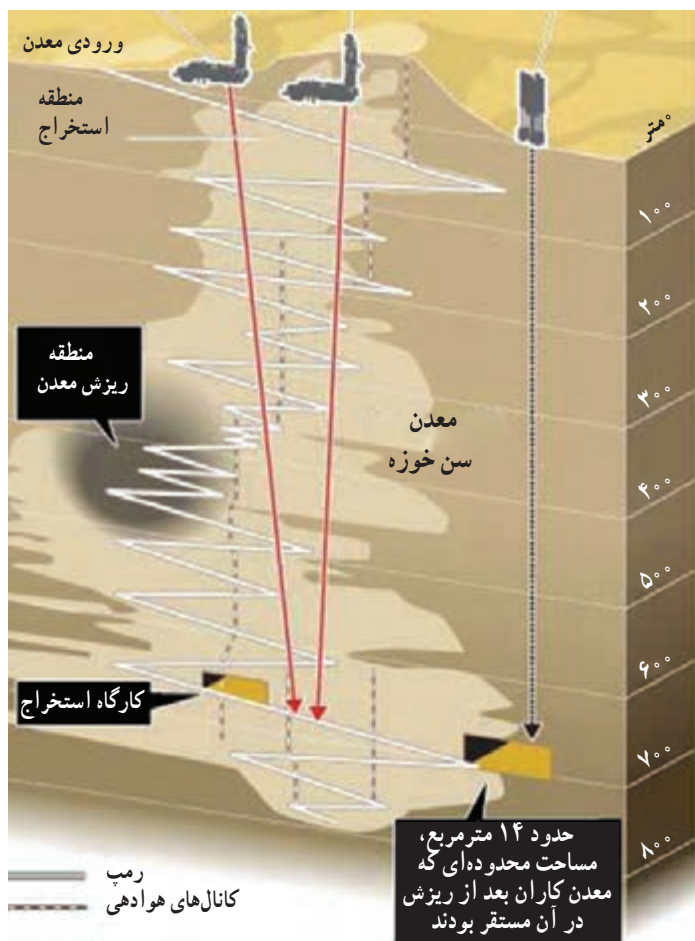 ورودی معدن
منطقه
استخراج
۰متر
۱۰۰
۲۰۰
۳۰۰
منطقه
ریزش معدن
معدن
سن خوزه
۴۰۰
۵۰۰
۶۰۰
کارگاه استخراج
۷۰۰
۸۰۰
حدود ۱۴ مترمربع،
مساحت محدوده‌ای که
معدن کاران بعد از ریزش
در آن مستقر بودند
رمپ
کانال‌های هوادهی